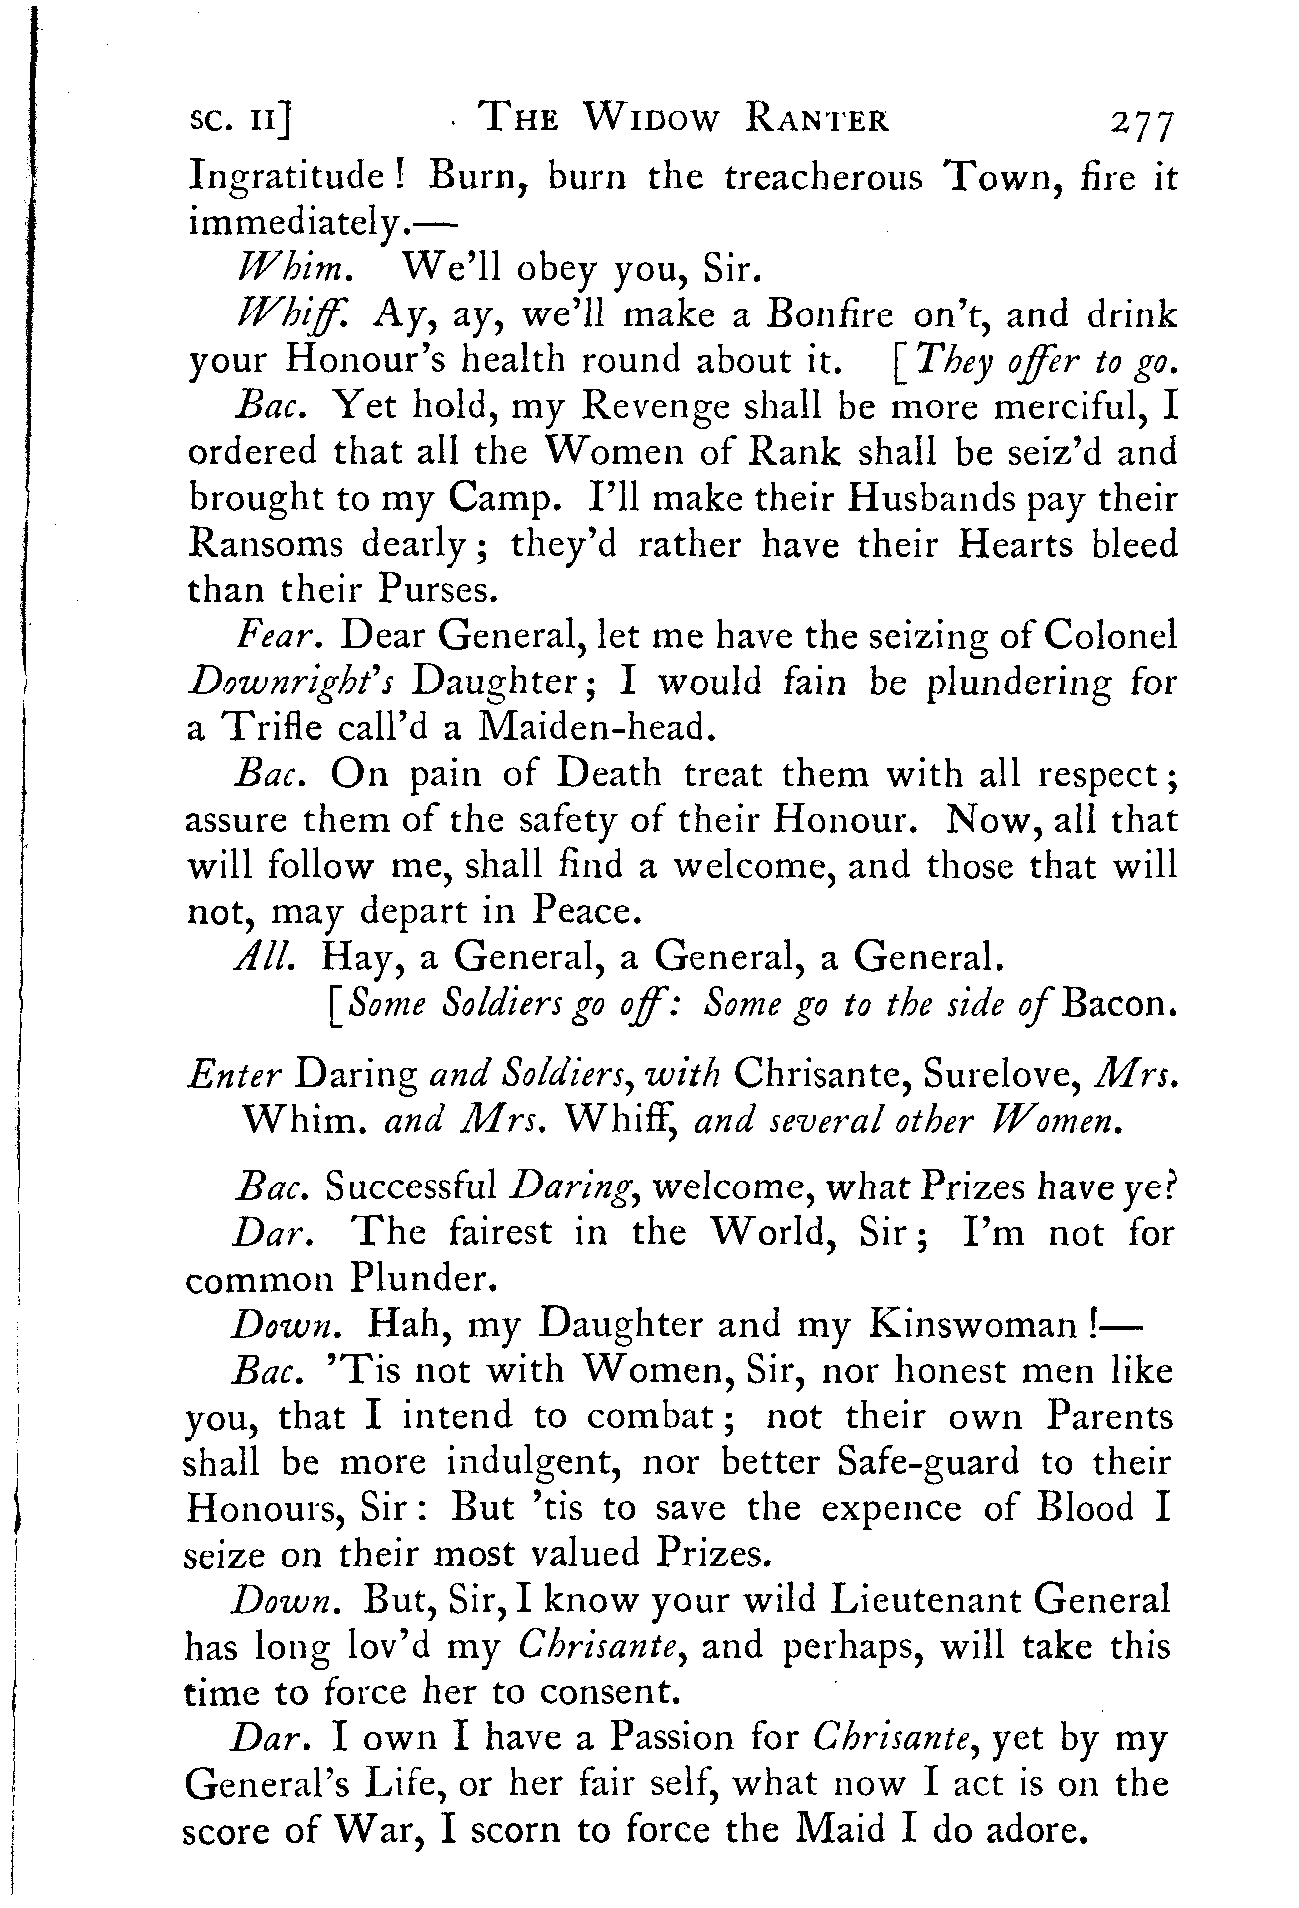 SC. II] THE WIDOW RANTER 277
Ingratitude! Burn, burn the treacherous Town, fire it
immediately.—
Whim. We'll obey you, Sir.
Whiff. Ay, ay, we'll make a Bonfire on't, and drink
your Honour's health round about it. [They offer to go.
Bac. Yet hold, my Revenge shall be more merciful, I
ordered that all the Women of Rank shall be seiz'd and
brought to my Camp. I'll make their Husbands pay their
Ransoms dearly; they'd rather have their Hearts bleed
than their Purses.
Fear. Dear General, let me have the seizing of Colonel
Downright's Daughter; I would fain be plundering for
a Trifle call'd a Maiden-head.
Bac. On pain of Death treat them with all respect;
assure them of the safety of their Honour. Now, all that
will follow me, shall find a welcome, and those that will
not, may depart in Peace.
All. Hay, a General, a General, a General.
[Some Soldiers go off: Some go to the side of Bacon.
Enter Daring and Soldiers, with Chrisante, Surelove, Mrs.
Whim. and Mrs. Whiff, and several other Women.
Bac. Successful Daring, welcome, what Prizes have ye?
Dar. The fairest in the World, Sir; I'm not for
common Plunder.
Down. Hah, my Daughter and my Kinswoman!—
Bac. 'Tis not with Women, Sir, nor honest men like
you, that I intend to combat; not their own Parents
shall be more indulgent, nor better Safe-guard to their
Honours, Sir: But 'tis to save the expence of Blood I
seize on their most valued Prizes.
Down. But, Sir, I know your wild Lieutenant General
has long lov'd my Chrisante, and perhaps, will take this
time to force her to consent.
Dar. I own I have a Passion for Chrisante, yet by my
General's Life, or her fair self, what now I act is on the
score of War, I scorn to force the Maid I do adore.